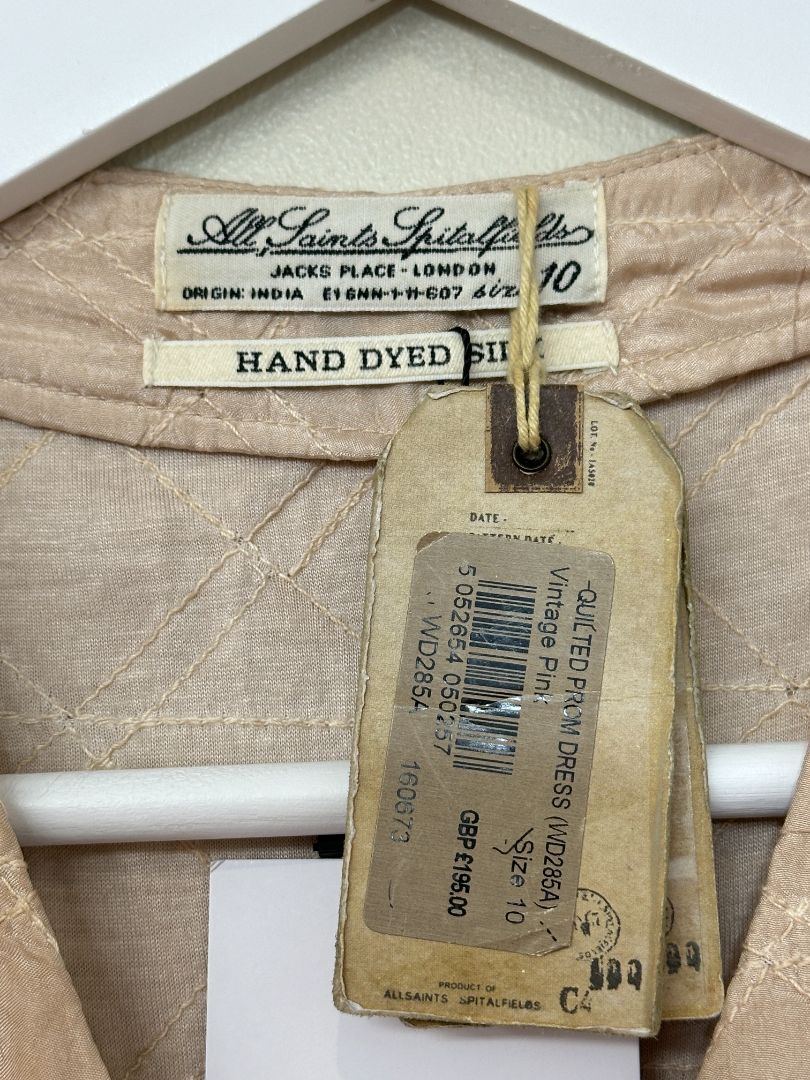 All Saints Spitalfields
JACKS PLACE - LONDON
ORIGIN: INDIA E1 6NN-1-11-607 size 10
HAND DYED
LOT. No -
DATE -
PATTERN DATE.
QUILTED PROM DRESS (WD285A)
Vintage Pink
Size 10
5 052654 050257
WD285A 160673
GBP £195.00
PRODUCT OF
ALLSAINTS SPITALFIELDS
C4